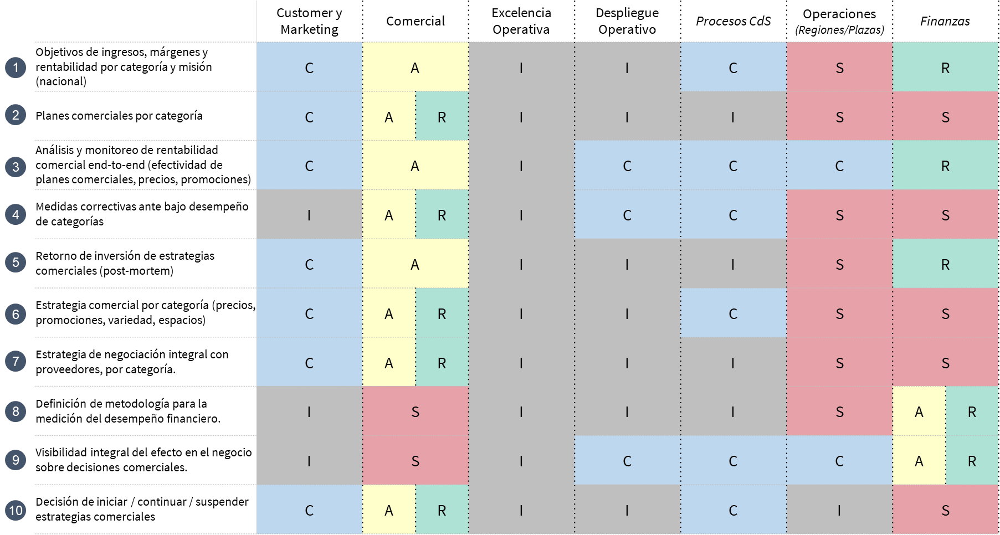 Customer y
Marketing
Comercial
Excelencia
Operativa
Despliegue
Operativo
Procesos CdS
Operaciones
(Regiones/Plazas)
Finanzas
1
Objetivos de ingresos, márgenes y
rentabilidad por categoría y misión
(nacional)
C A I I C S R
2
Planes comerciales por categoría
C A R I I I S S
3
Análisis y monitoreo de rentabilidad
comercial end-to-end (efectividad de
planes comerciales, precios, promociones)
C A I C C C R
4
Medidas correctivas ante bajo desempeño
de categorías
I A R I C C S S
5
Retorno de inversión de estrategias
comerciales (post-mortem)
C A I I I S R
6
Estrategia comercial por categoría (precios,
promociones, variedad, espacios)
C A R I I C S S
7
Estrategia de negociación integral con
proveedores, por categoría.
C A R I I I S S
8
Definición de metodología para la
medición del desempeño financiero.
I S I I I S A R
9
Visibilidad integral del efecto en el negocio
sobre decisiones comerciales.
I S I C C C A R
10
Decisión de iniciar / continuar / suspender
estrategias comerciales
C A R I I C I S